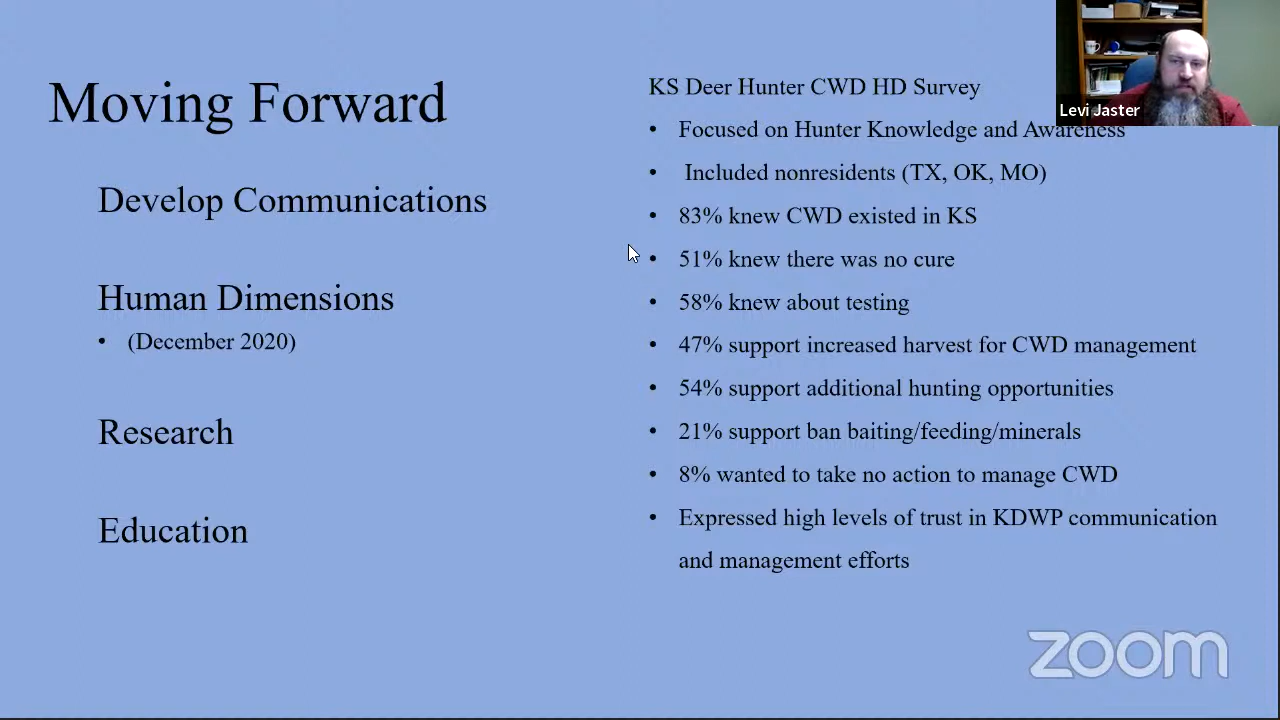 Moving Forward
Develop Communications
Human Dimensions
• (December 2020)
Research
Education
KS Deer Hunter CWD HD Survey
• Focused on Hunter Knowledge and Awareness
• Included nonresidents (TX, OK, MO)
• 83% knew CWD existed in KS
• 51% knew there was no cure
• 58% knew about testing
• 47% support increased harvest for CWD management
• 54% support additional hunting opportunities
• 21% support ban baiting/feeding/minerals
• 8% wanted to take no action to manage CWD
• Expressed high levels of trust in KDWP communication
and management efforts
Levi Jaster
zoom